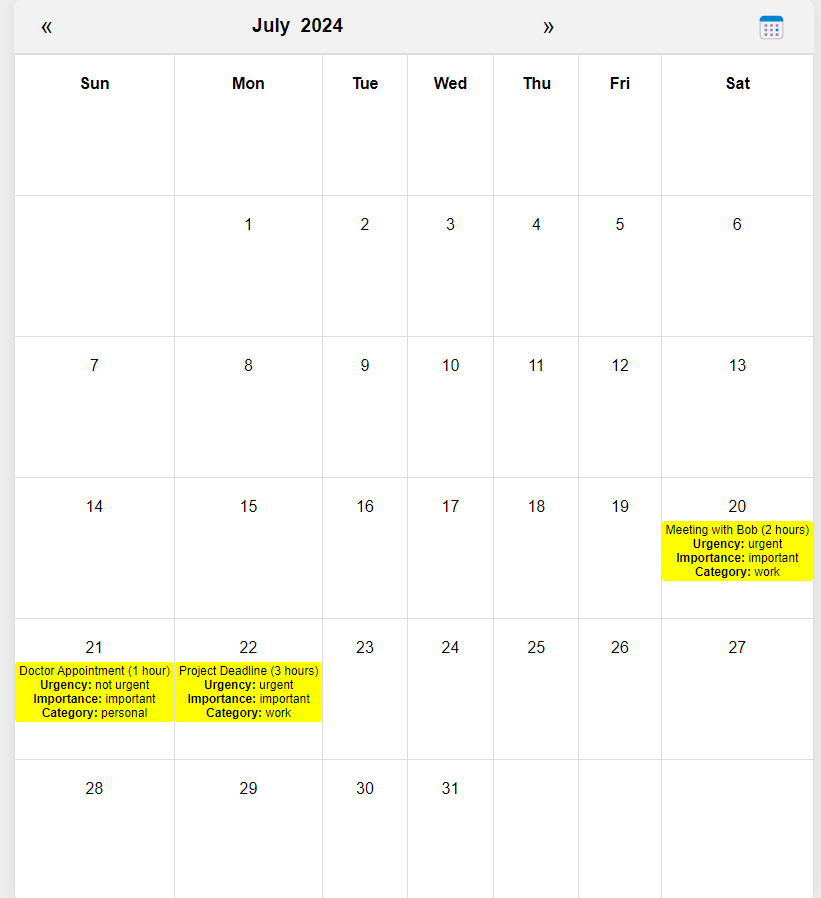 « July 2024 »
Sun Mon Tue Wed Thu Fri Sat
1 2 3 4 5 6
7 8 9 10 11 12 13
14 15 16 17 18 19 20
Meeting with Bob (2 hours)
Urgency: urgent
Importance: important
Category: work
21 22 23 24 25 26 27
Doctor Appointment (1 hour)
Urgency: not urgent
Importance: important
Category: personal
Project Deadline (3 hours)
Urgency: urgent
Importance: important
Category: work
28 29 30 31